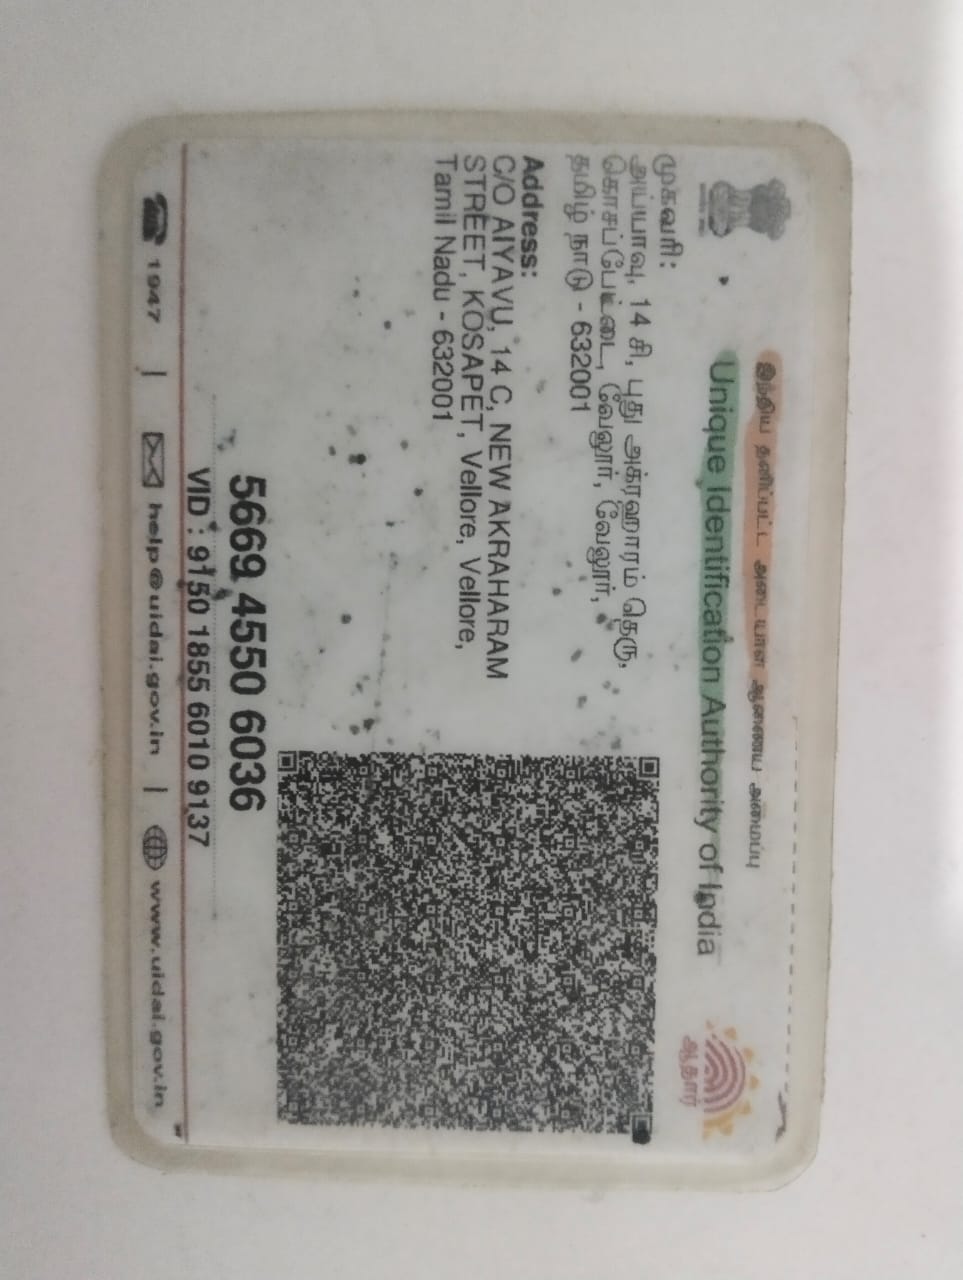 இந்திய தனிப்பட்ட அடையாள ஆணைய அமைப்பு
Unique Identification Authority of India
ஆதார்
முகவரி:
அய்யாவு, 14 சி, புது அக்ரஹாரம் தெரு,
கொசப்பேட்டை, வேலூர், வேலூர்,
தமிழ் நாடு - 632001
Address:
C/O AIYAVU, 14 C, NEW AKRAHARAM
STREET, KOSAPET, Vellore, Vellore,
Tamil Nadu - 632001
5669 4550 6036
VID : 9150 1855 6010 9137
1947 | help@uidai.gov.in | www.uidai.gov.in